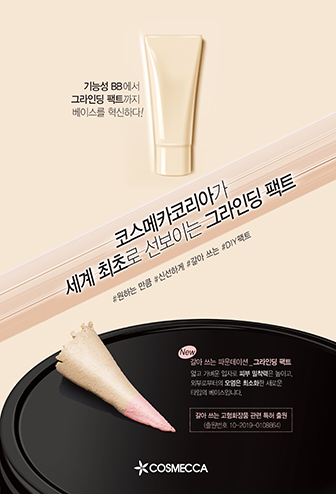 기능성 BB에서
그라인딩 팩트까지
베이스를 혁신하다!
코스메카코리아가
세계 최초로 선보이는 그라인딩 팩트
#원하는 만큼 #신선하게 #갈아 쓰는 #DIY팩트
New
갈아 쓰는 파운데이션 _ 그라인딩 팩트
얇고 가벼운 입자로 피부 밀착력은 높이고,
외부로부터의 오염은 최소화한 새로운
타입의 베이스입니다.
갈아 쓰는 고형화장품 관련 특허 출원
(출원번호 10-2019-0108864)
COSMECCA